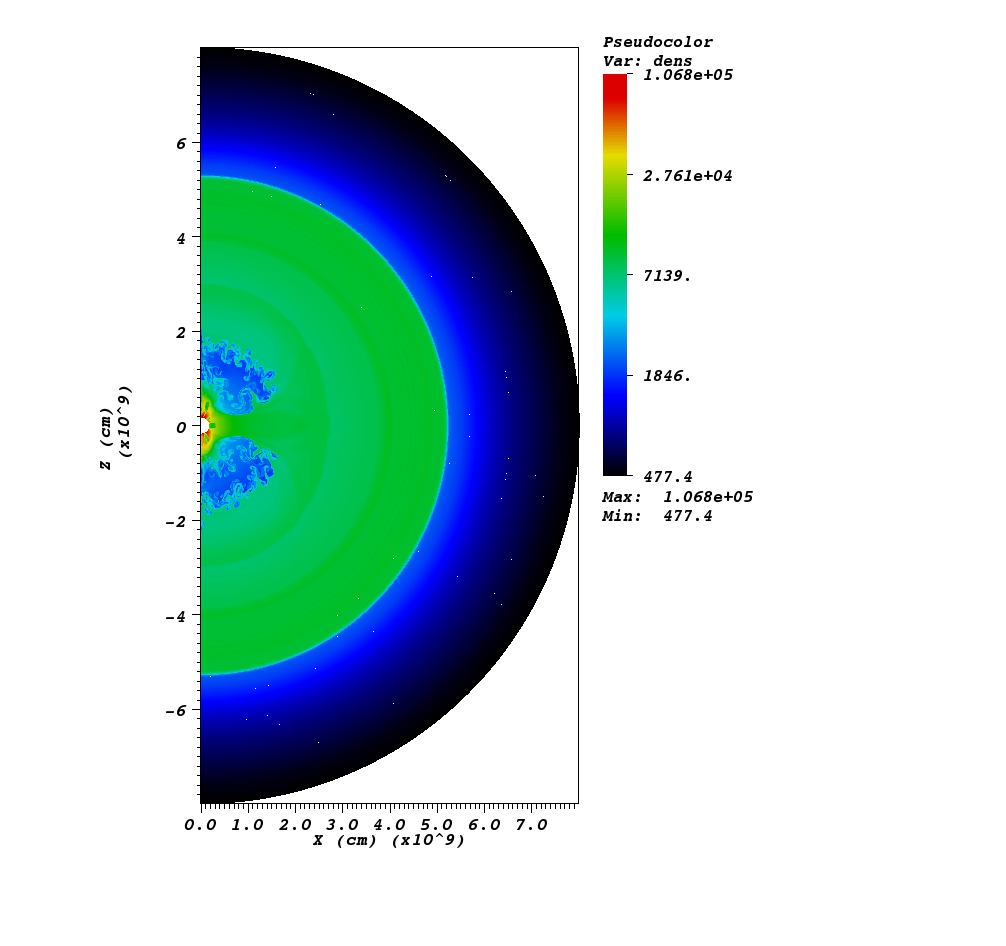 Pseudocolor
Var: dens
1.068e+05
2.761e+04
7139.
1846.
477.4
Max: 1.068e+05
Min: 477.4
6
4
2
0
-2
-4
-6
Z (cm)
(x10^9)
0.0 1.0 2.0 3.0 4.0 5.0 6.0 7.0
X (cm) (x10^9)